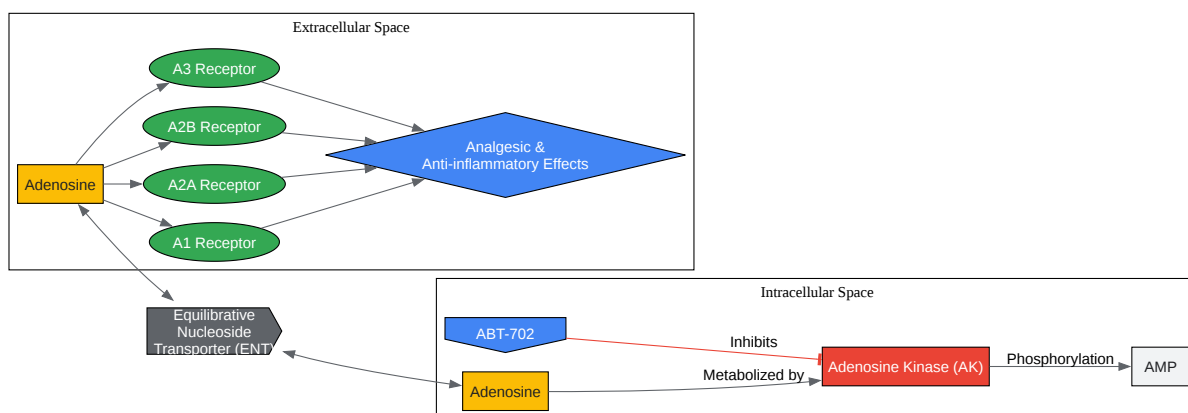 Extracellular Space
A3 Receptor
A2B Receptor
Adenosine
A2A Receptor
A1 Receptor
Analgesic &
Anti-inflammatory Effects
Equilibrative
Nucleoside
Transporter (ENT)
Intracellular Space
ABT-702
Inhibits
Adenosine
Metabolized by
Adenosine Kinase (AK)
Phosphorylation
AMP